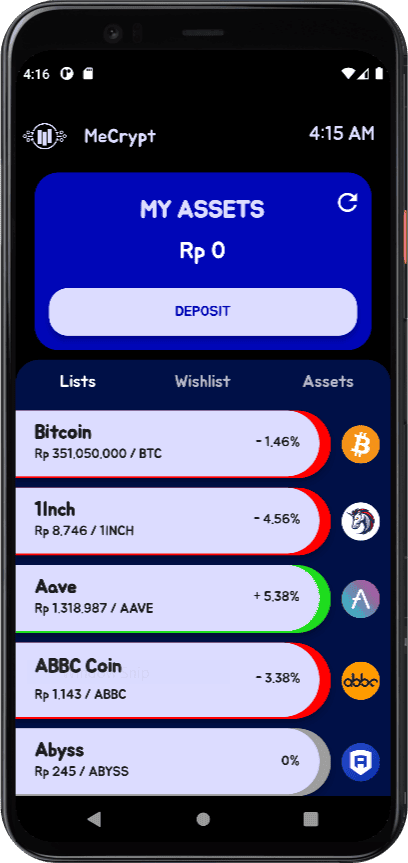 4:16
MeCrypt
4:15 AM
MY ASSETS
Rp 0
DEPOSIT
Lists Wishlist Assets
Bitcoin
- 1,46%
Rp 351,050,000 / BTC
1Inch
- 4,56%
Rp 8,746 / 1INCH
Aave
+ 5,38%
Rp 1,318,987 / AAVE
ABBC Coin
- 3,38%
Rp 1,143 / ABBC
abbc
Abyss
0%
Rp 245 / ABYSS